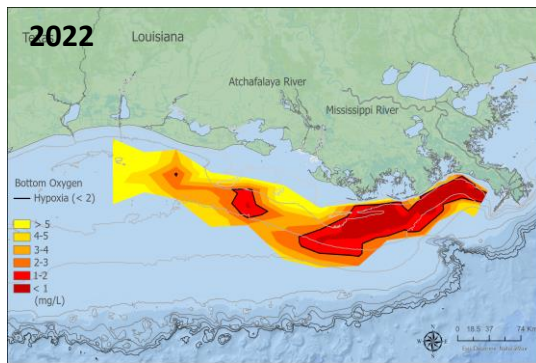 2022
Texas
Louisiana
Atchafalaya River
Mississippi River
Bottom Oxygen
Hypoxia (< 2)
> 5
4-5
3-4
2-3
1-2
< 1
(mg/L)
N
W
E
S
0 18.5 37 74 Km